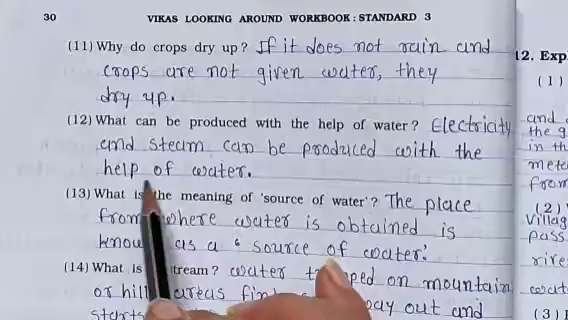 30 VIKAS LOOKING AROUND WORKBOOK : STANDARD 3
(11) Why do crops dry up? If it does not rain and
crops are not given water, they
dry up.
(12) What can be produced with the help of water? Electricity
and steam can be produced with the
help of water.
(13) What is the meaning of 'source of water'? The place
from where water is obtained is
as a 'source of water'.
(14) What is stream? water on mountain
or areas way out and
starts
12. Exp
(1)
and
the g
in th
mete
from
(2)
Villag
pass
rive
wate
(3)